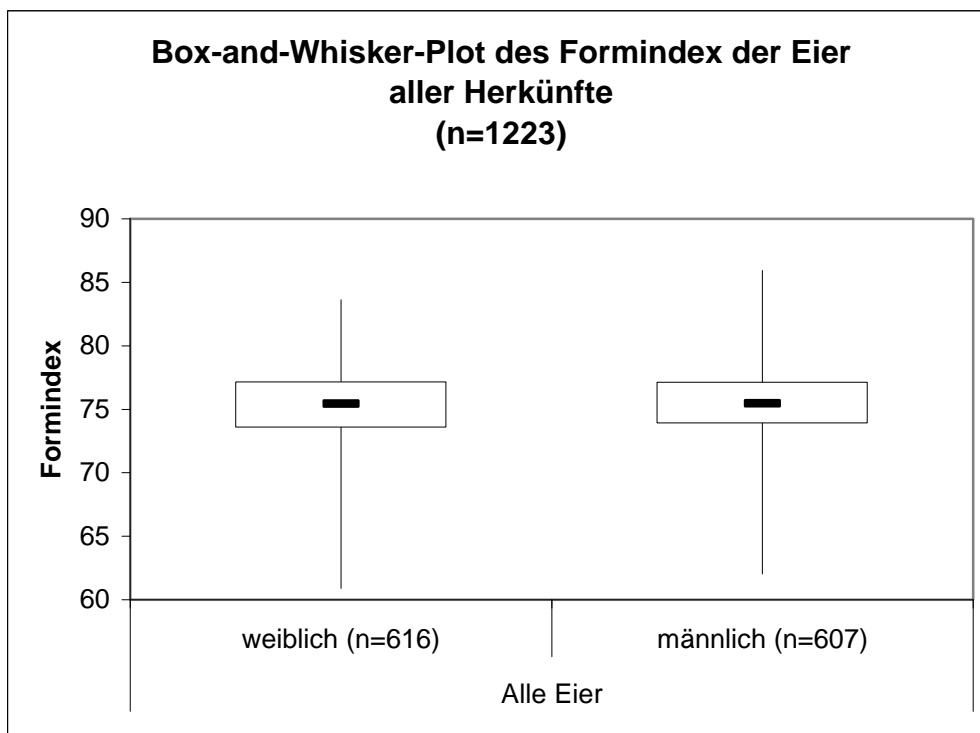 Box-and-Whisker-Plot des Formindex der Eier
aller Herkünfte
(n=1223)
Formindex
90
85
80
75
70
65
60
weiblich (n=616)
männlich (n=607)
Alle Eier